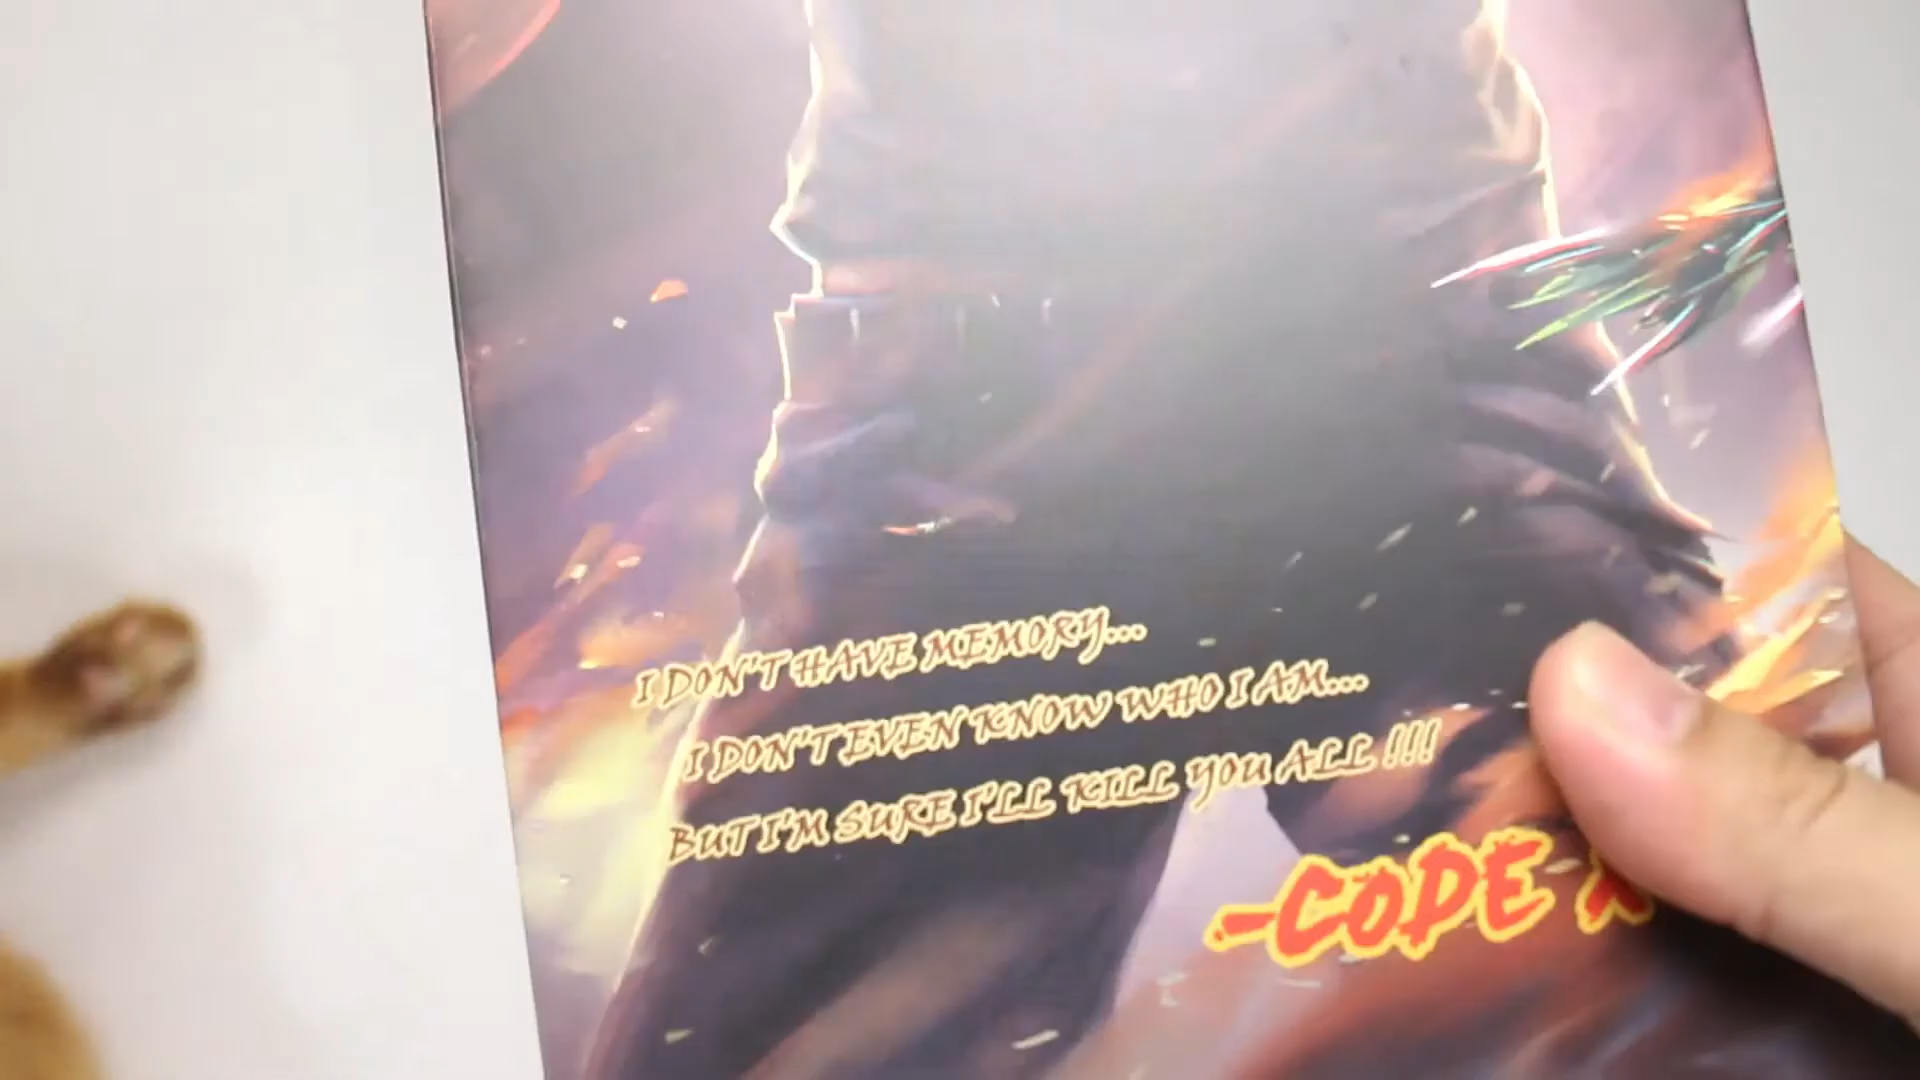 I DON'T HAVE MEMORY...
I DON'T EVEN KNOW WHO I AM...
BUT I'M SURE I'LL KILL YOU ALL !!!
-CODE